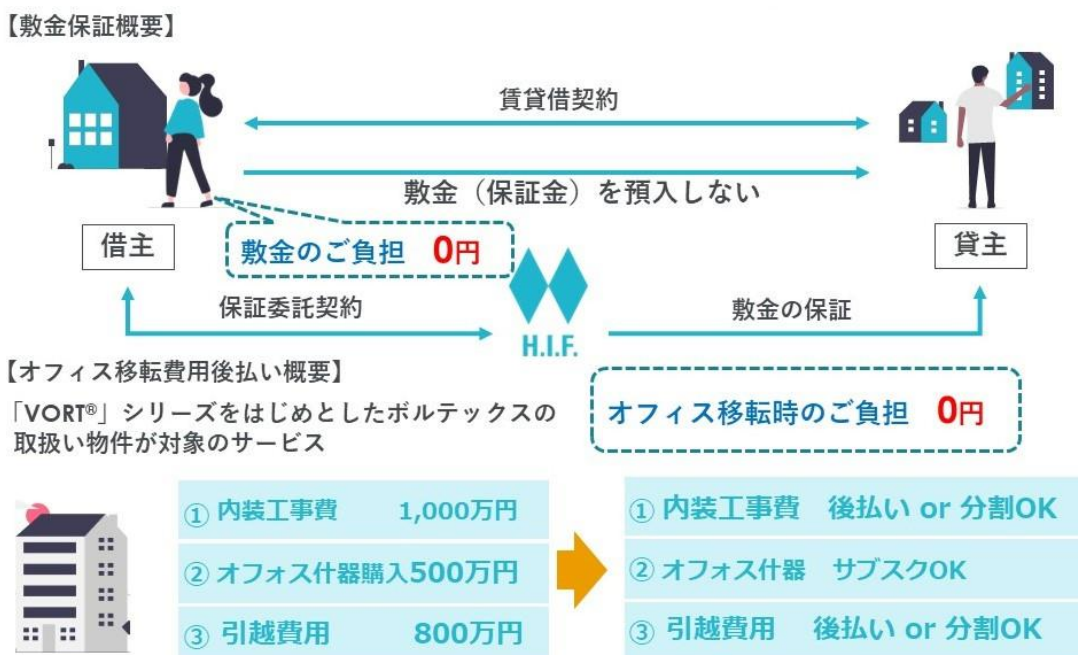 【敷金保証概要】
賃貸借契約
敷金（保証金）を預入しない
借主
敷金のご負担 0円
貸主
保証委託契約
H.I.F.
敷金の保証
【オフィス移転費用後払い概要】
「VORT®」シリーズをはじめとしたボルテックスの
取扱い物件が対象のサービス
オフィス移転時のご負担 0円
① 内装工事費 1,000万円
② オフォス什器購入500万円
③ 引越費用 800万円
① 内装工事費 後払い or 分割OK
② オフォス什器 サブスクOK
③ 引越費用 後払い or 分割OK